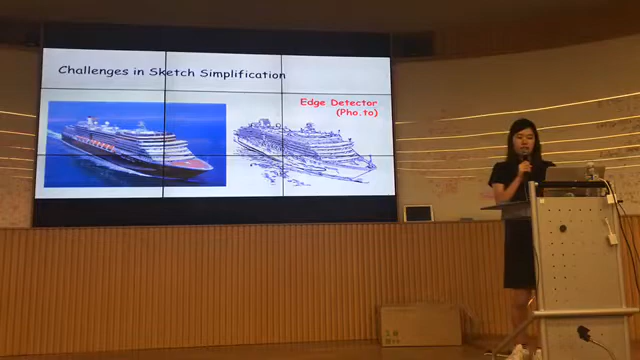 Challenges in Sketch Simplification
Edge Detector
(Pho.to)